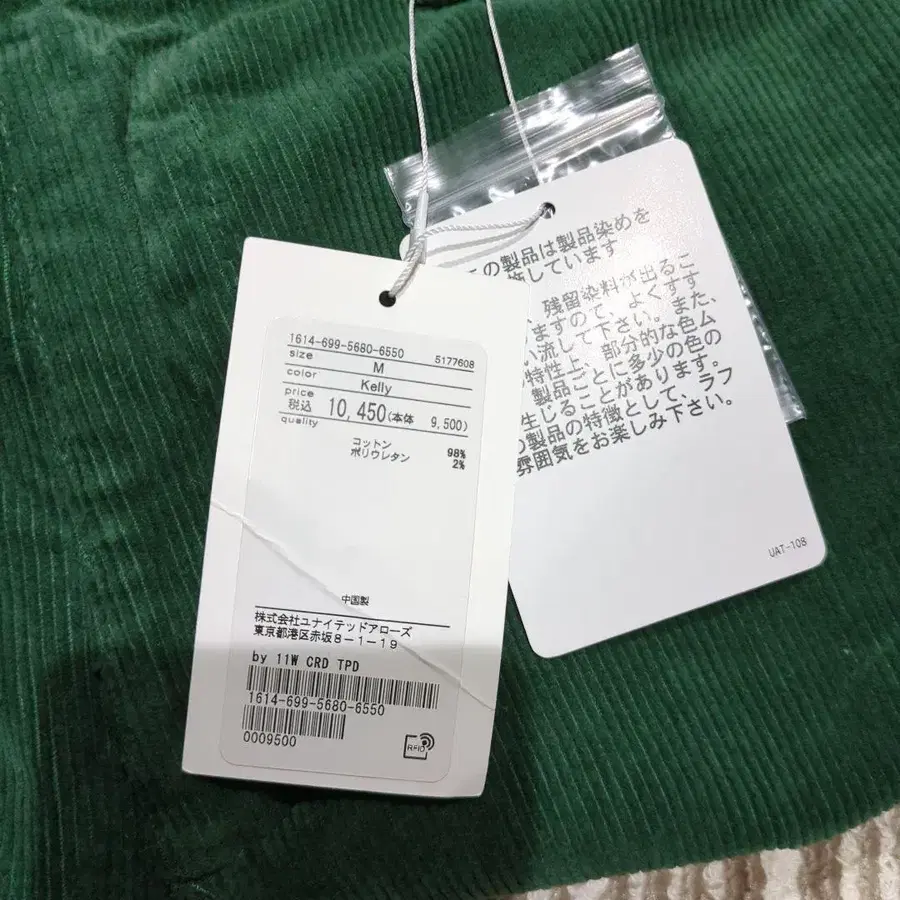 1614-699-5680-6550 5177608
size M
color Kelly
price 税込 10,450(本体 9,500)
quality
コットン 98%
ポリウレタン 2%
中国製
株式会社ユナイテッドアローズ
東京都港区赤坂8-1-19
by 11W CRD TPD
1614-699-5680-6550
0009500
RFID
この製品は製品染めを
施しています
、残留染料が出るこ
ますので、よくすす
い流して下さい。また、
特性上、部分的な色ム
製品ごとに多少の色の
生じることがあります。
の製品の特徴として、ラフ
雰囲気をお楽しみ下さい。
UAT-108